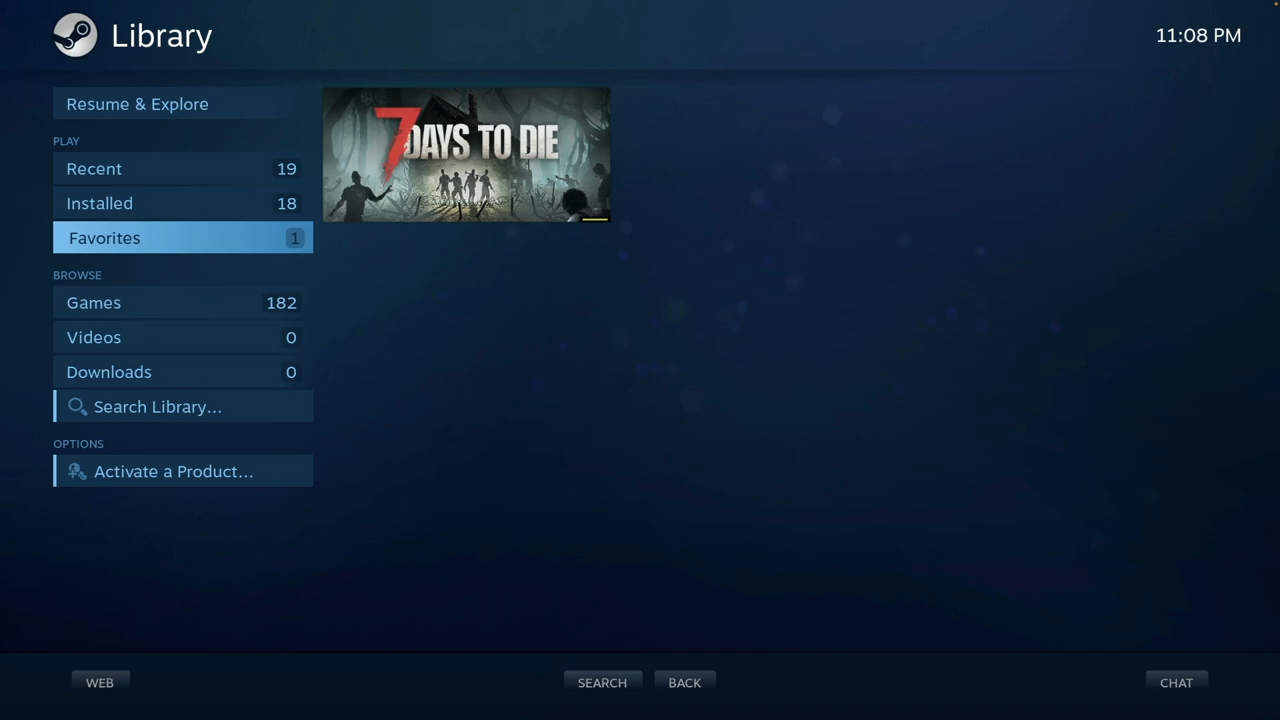 Library
11:08 PM
Resume & Explore
PLAY
Recent 19
Installed 18
Favorites 1
BROWSE
Games 182
Videos 0
Downloads 0
Search Library...
OPTIONS
Activate a Product...
7 DAYS TO DIE
WEB
SEARCH
BACK
CHAT